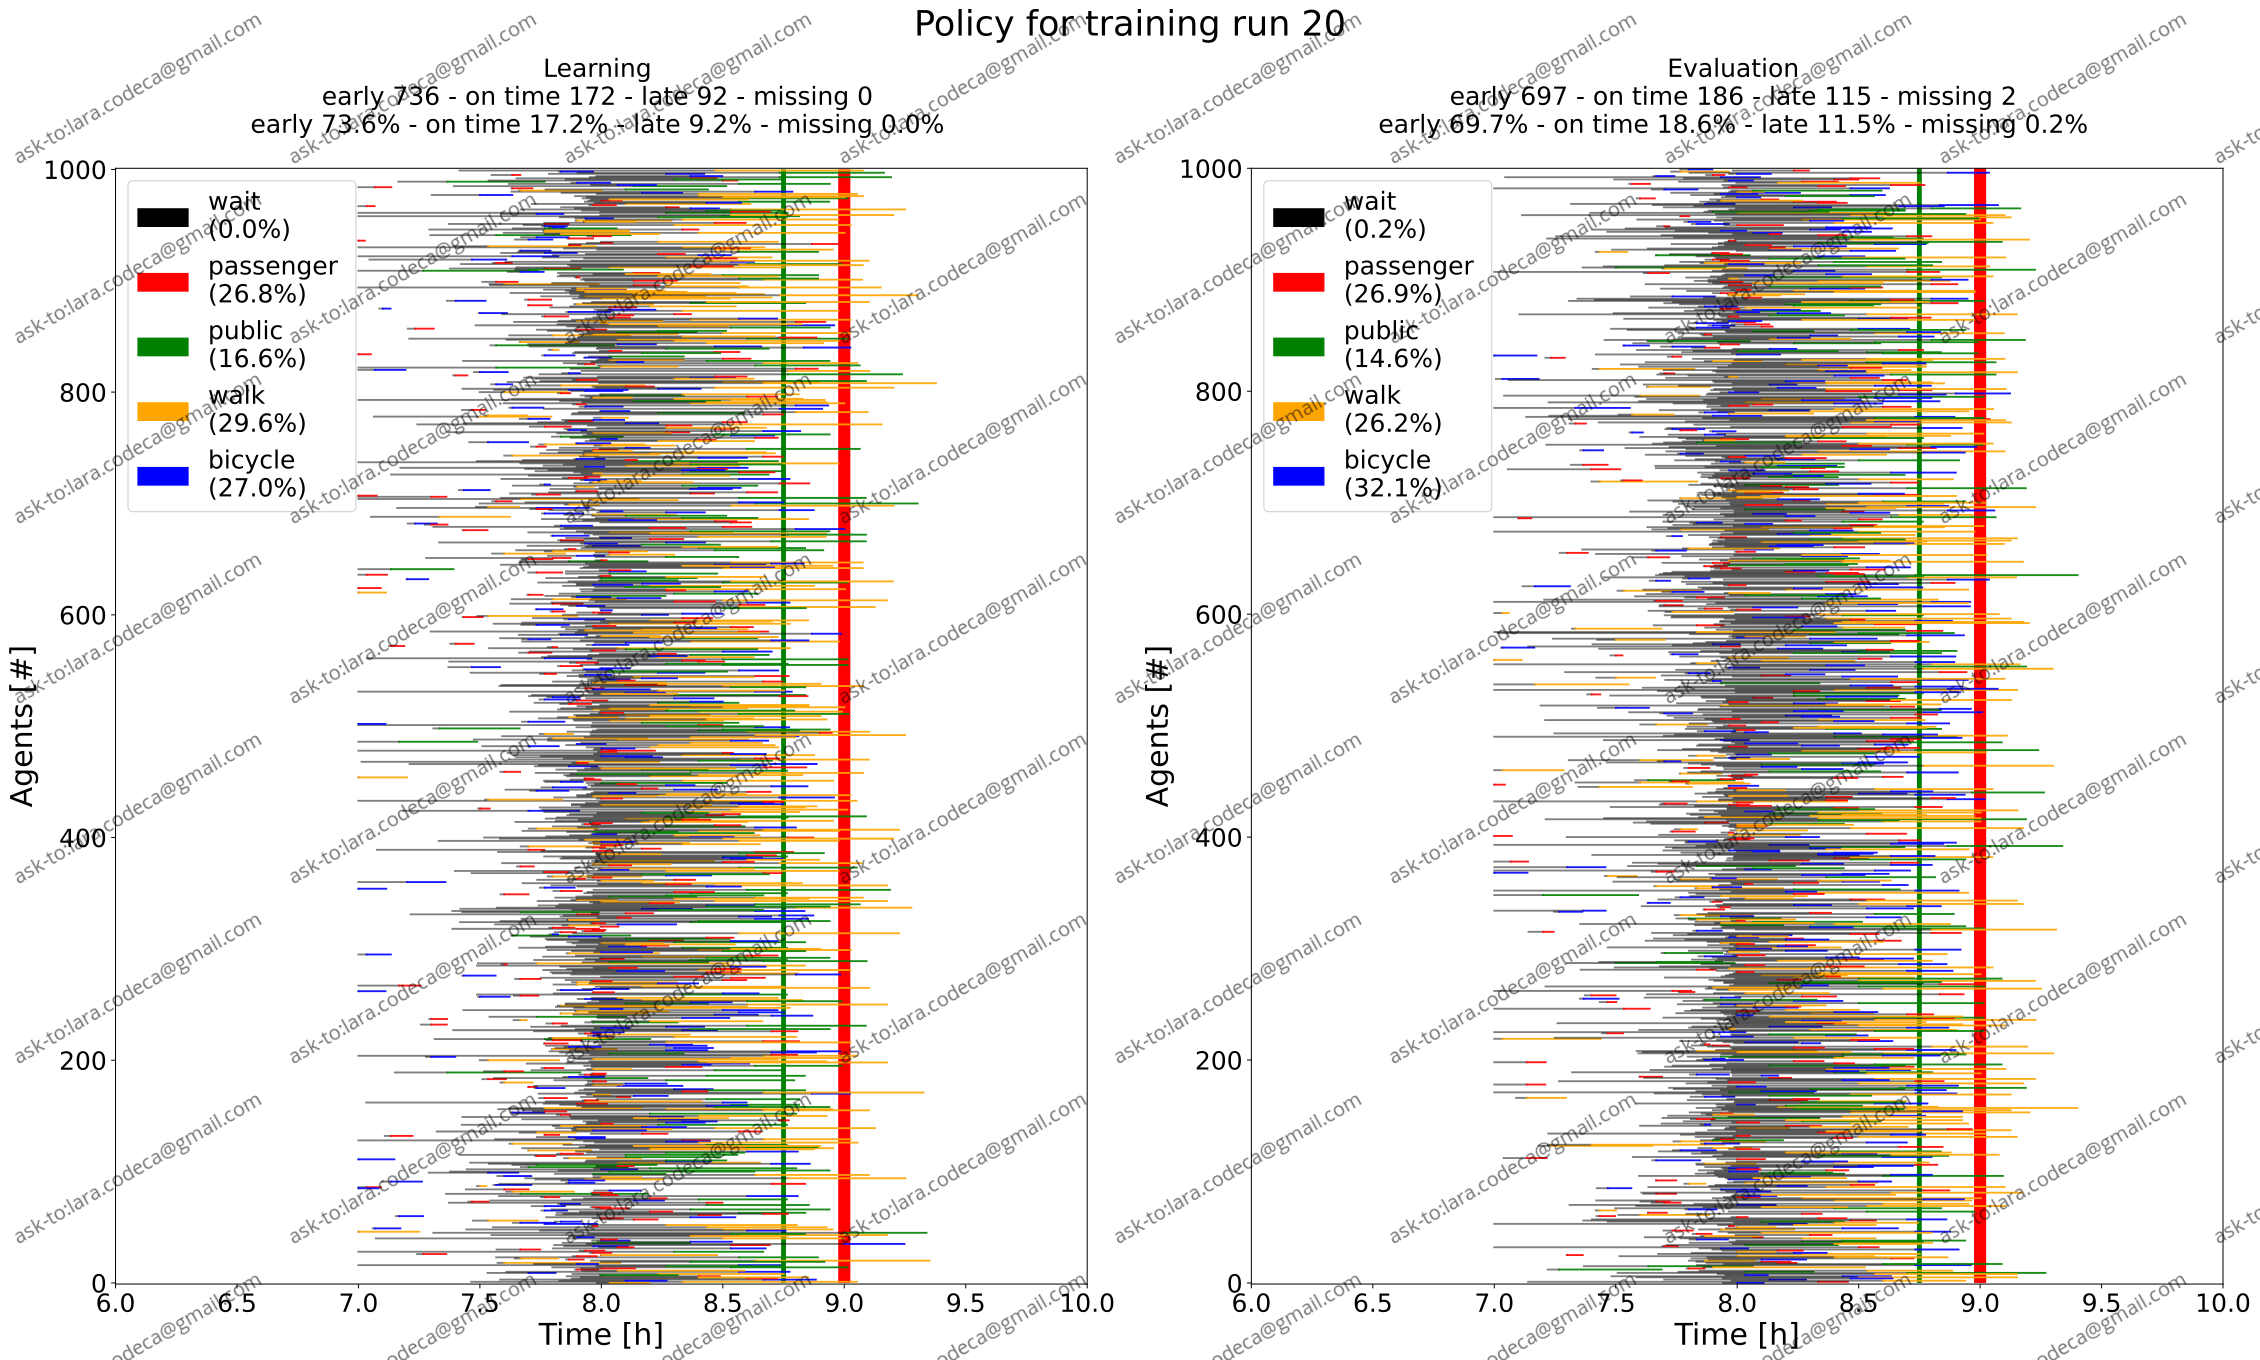 Policy for training run 20
Learning
early 736 - on time 172 - late 92 - missing 0
early 73.6% - on time 17.2% - late 9.2% - missing 0.0%
1000
800
600
400
200
0
Agents [#]
wait
(0.0%)
passenger
(26.8%)
public
(16.6%)
walk
(29.6%)
bicycle
(27.0%)
6.0 6.5 7.0 7.5 8.0 8.5 9.0 9.5 10.0
Time [h]
Evaluation
early 697 - on time 186 - late 115 - missing 2
early 69.7% - on time 18.6% - late 11.5% - missing 0.2%
1000
800
600
400
200
0
Agents [#]
wait
(0.2%)
passenger
(26.9%)
public
(14.6%)
walk
(26.2%)
bicycle
(32.1%)
6.0 6.5 7.0 7.5 8.0 8.5 9.0 9.5 10.0
Time [h]
ask-to:lara.codeca@gmail.com